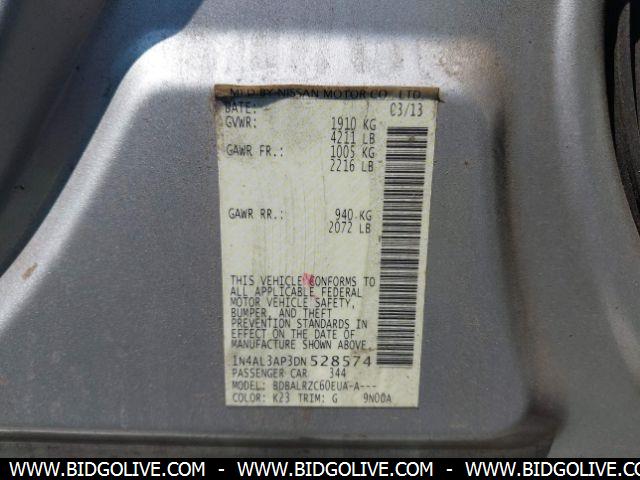 MFD BY NISSAN MOTOR CO., LTD.
DATE: 03/13
GVWR: 1910 KG
4211 LB
GAWR FR.: 1005 KG
2216 LB
GAWR RR.: 940 KG
2072 LB
THIS VEHICLE CONFORMS TO
ALL APPLICABLE FEDERAL
MOTOR VEHICLE SAFETY,
BUMPER, AND THEFT
PREVENTION STANDARDS IN
EFFECT ON THE DATE OF
MANUFACTURE SHOWN ABOVE.
1N4AL3AP3DN528574
PASSENGER CAR 344
MODEL: BDBALRZC60EUA-A---
COLOR: K23 TRIM: G 9N00A
WWW.BIDGOLIVE.COM - WWW.BIDGOLIVE.COM - WWW.BIDGOLIVE.COM